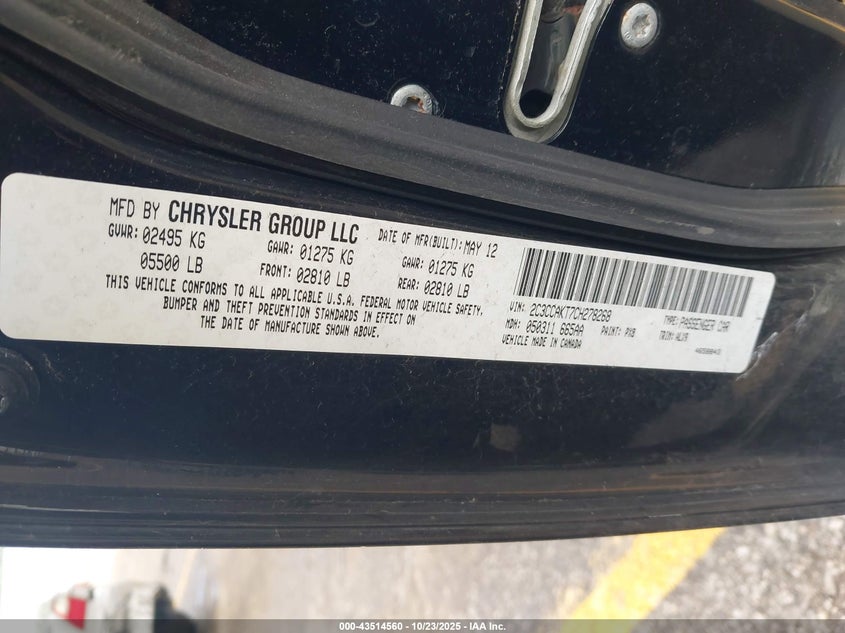 MFD BY CHRYSLER GROUP LLC DATE OF MFR(BUILT): MAY 12
GVWR: 02495 KG GAWR: 01275 KG GAWR: 01275 KG
05500 LB FRONT: 02810 LB REAR: 02810 LB
THIS VEHICLE CONFORMS TO ALL APPLICABLE U.S.A. FEDERAL MOTOR VEHICLE SAFETY,
BUMPER AND THEFT PREVENTION STANDARDS IN EFFECT ON
THE DATE OF MANUFACTURE SHOWN ABOVE.
VIN: 2C3CCAKT7CH278268 TYPE: PASSENGER CAR
MDH: 050311 665AA PAINT: PXB TRIM: ALX9
VEHICLE MADE IN CANADA
000-43514560 - 10/23/2025 - IAA Inc.